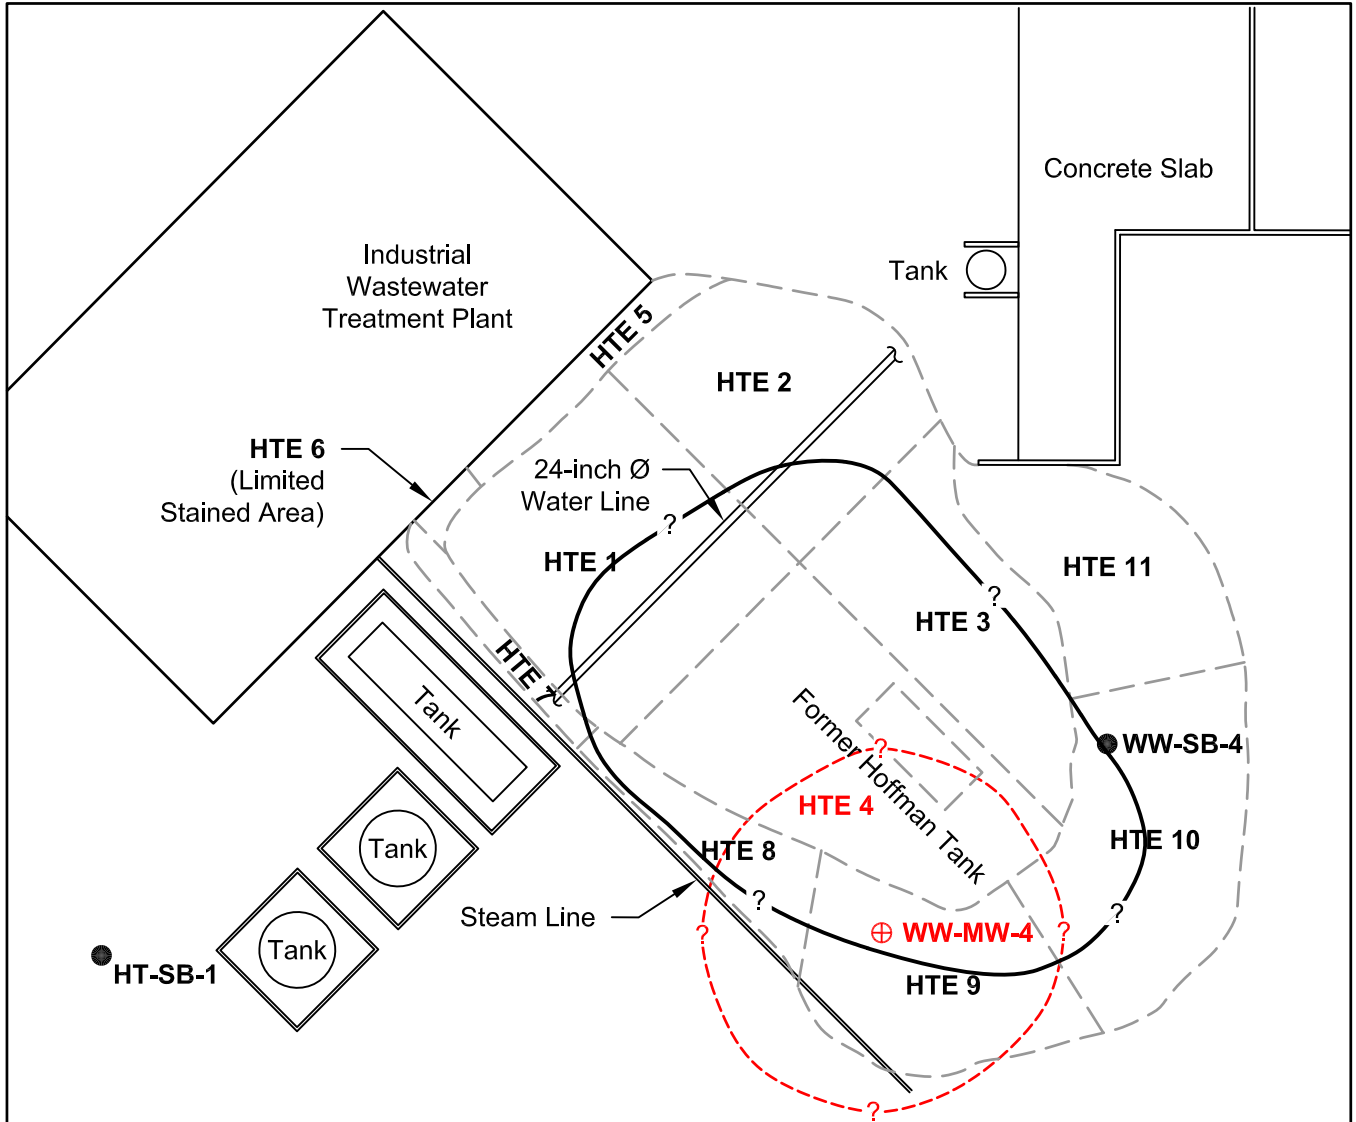 Concrete Slab
Industrial
Wastewater
Treatment Plant
Tank
HTE 5
HTE 2
HTE 6
(Limited
Stained Area)
24-inch Ø
Water Line
?
HTE 1
HTE 11
?
HTE 3
HTE 7
Tank
Former Hoffman Tank
WW-SB-4
?
HTE 4
HTE 10
Tank
HTE 8
?
?
Steam Line
?
WW-MW-4
?
Tank
HT-SB-1
HTE 9
?